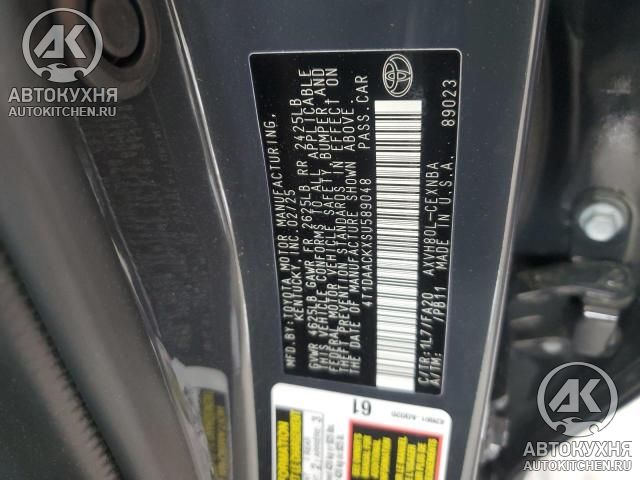 MFD.BY:TOYOTA MOTOR MANUFACTURING,
KENTUCKY, INC. 02/25
GVWR 4625LB GAWR FR 2625LB RR 2425LB
THIS VEHICLE CONFORMS TO ALL APPLICABLE
FEDERAL MOTOR VEHICLE SAFETY, BUMPER, AND
THEFT PREVENTION STANDARDS IN EFFECT ON
THE DATE OF MANUFACTURE SHOWN ABOVE.
4T1DAACKXSU589048 PASS.CAR
C/TR:1L7/FA20 AXVH80L-CEXNBA
A/TM: /PB11 MADE IN U.S.A. 89023
61
АК
АВТОКУХНЯ
AUTOKITCHEN.RU
АК
АВТОКУХНЯ
AUTOKITCHEN.RU